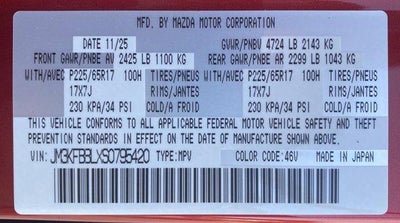 MFD. BY MAZDA MOTOR CORPORATION
DATE 11/25 GVWR/PNBV 4724 LB 2143 KG
FRONT GAWR/PNBE AV 2425 LB 1100 KG REAR GAWR/PNBE AR 2299 LB 1043 KG
WITH/AVEC P225/65R17 100H TIRES/PNEUS WITH/AVEC P225/65R17 100H TIRES/PNEUS
17X7J RIMS/JANTES 17X7J RIMS/JANTES
230 KPA/34 PSI COLD/A FROID 230 KPA/34 PSI COLD/A FROID
THIS VEHICLE CONFORMS TO ALL APPLICABLE FEDERAL MOTOR VEHICLE SAFETY AND THEFT
PREVENTION STANDARDS IN EFFECT ON THE DATE OF MANUFACTURE SHOWN ABOVE.
VIN: JM3KFBBLXS0795420 TYPE:MPV COLOR CODE:46V MADE IN JAPAN